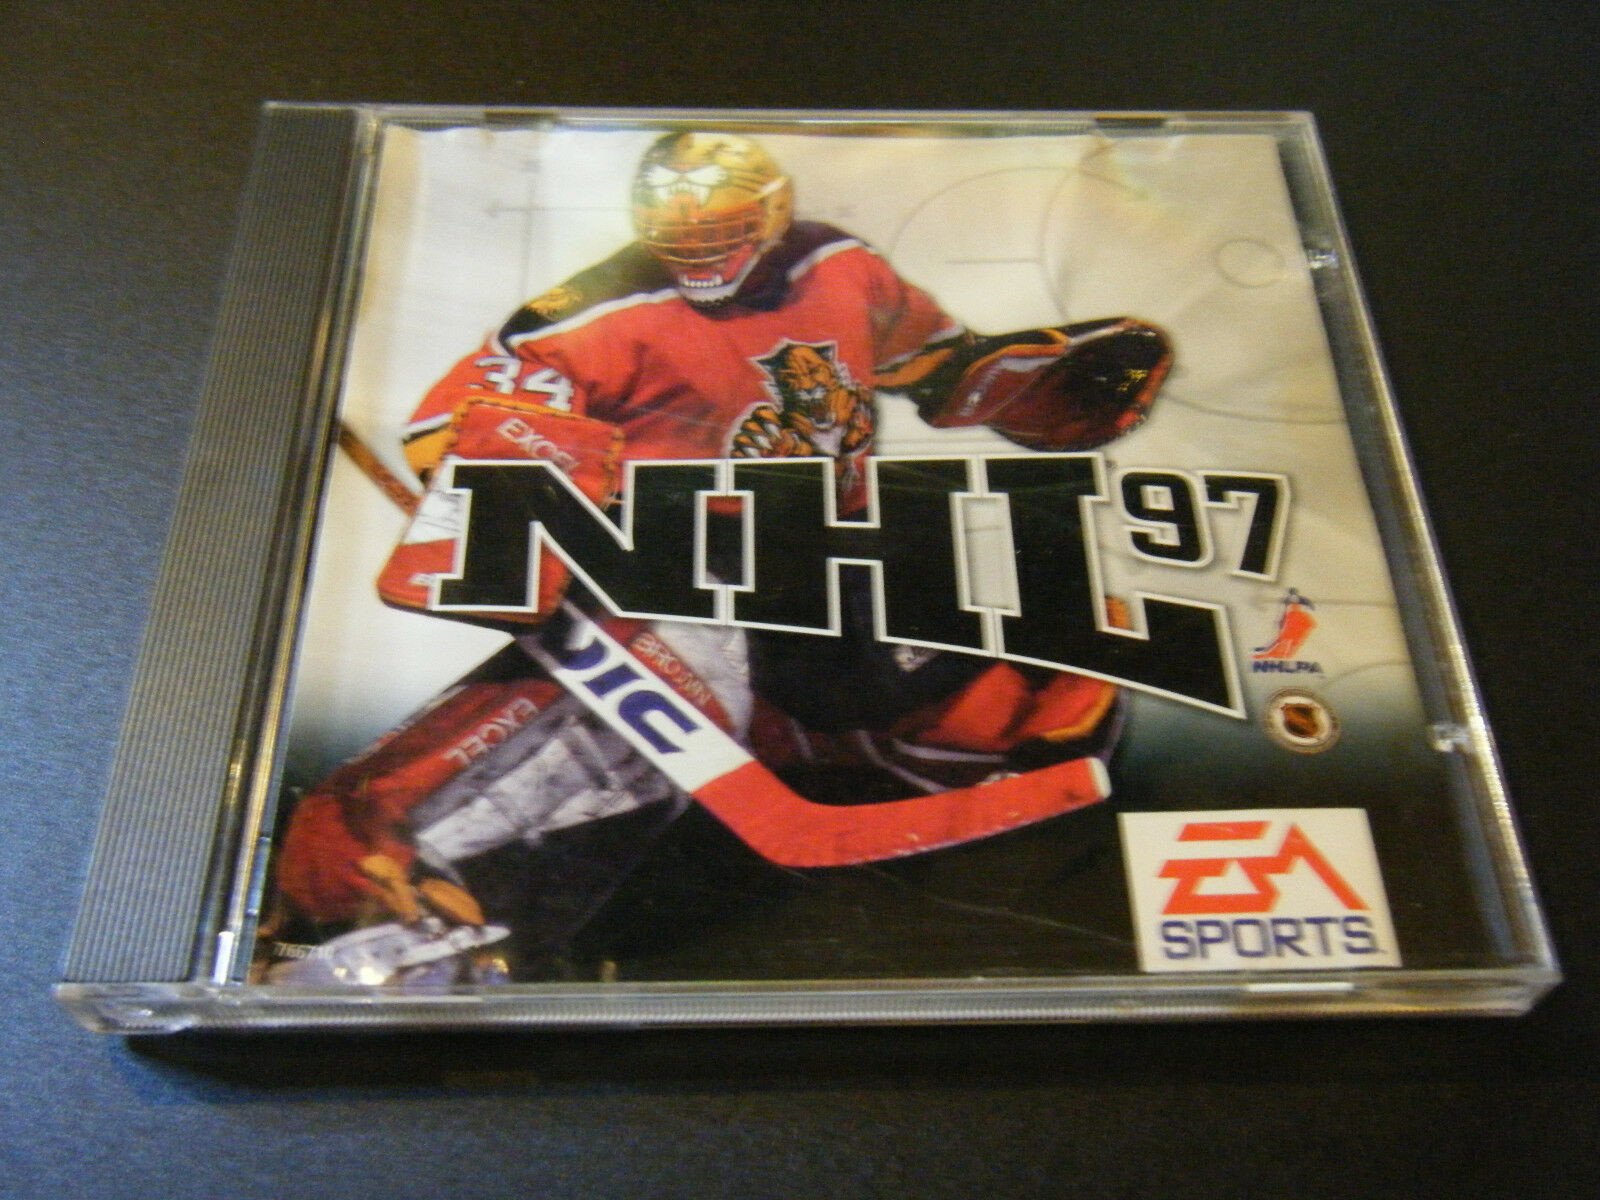 34
EXCEL
NHL 97
BROWN
EXCEL
NHLPA
EA
SPORTS